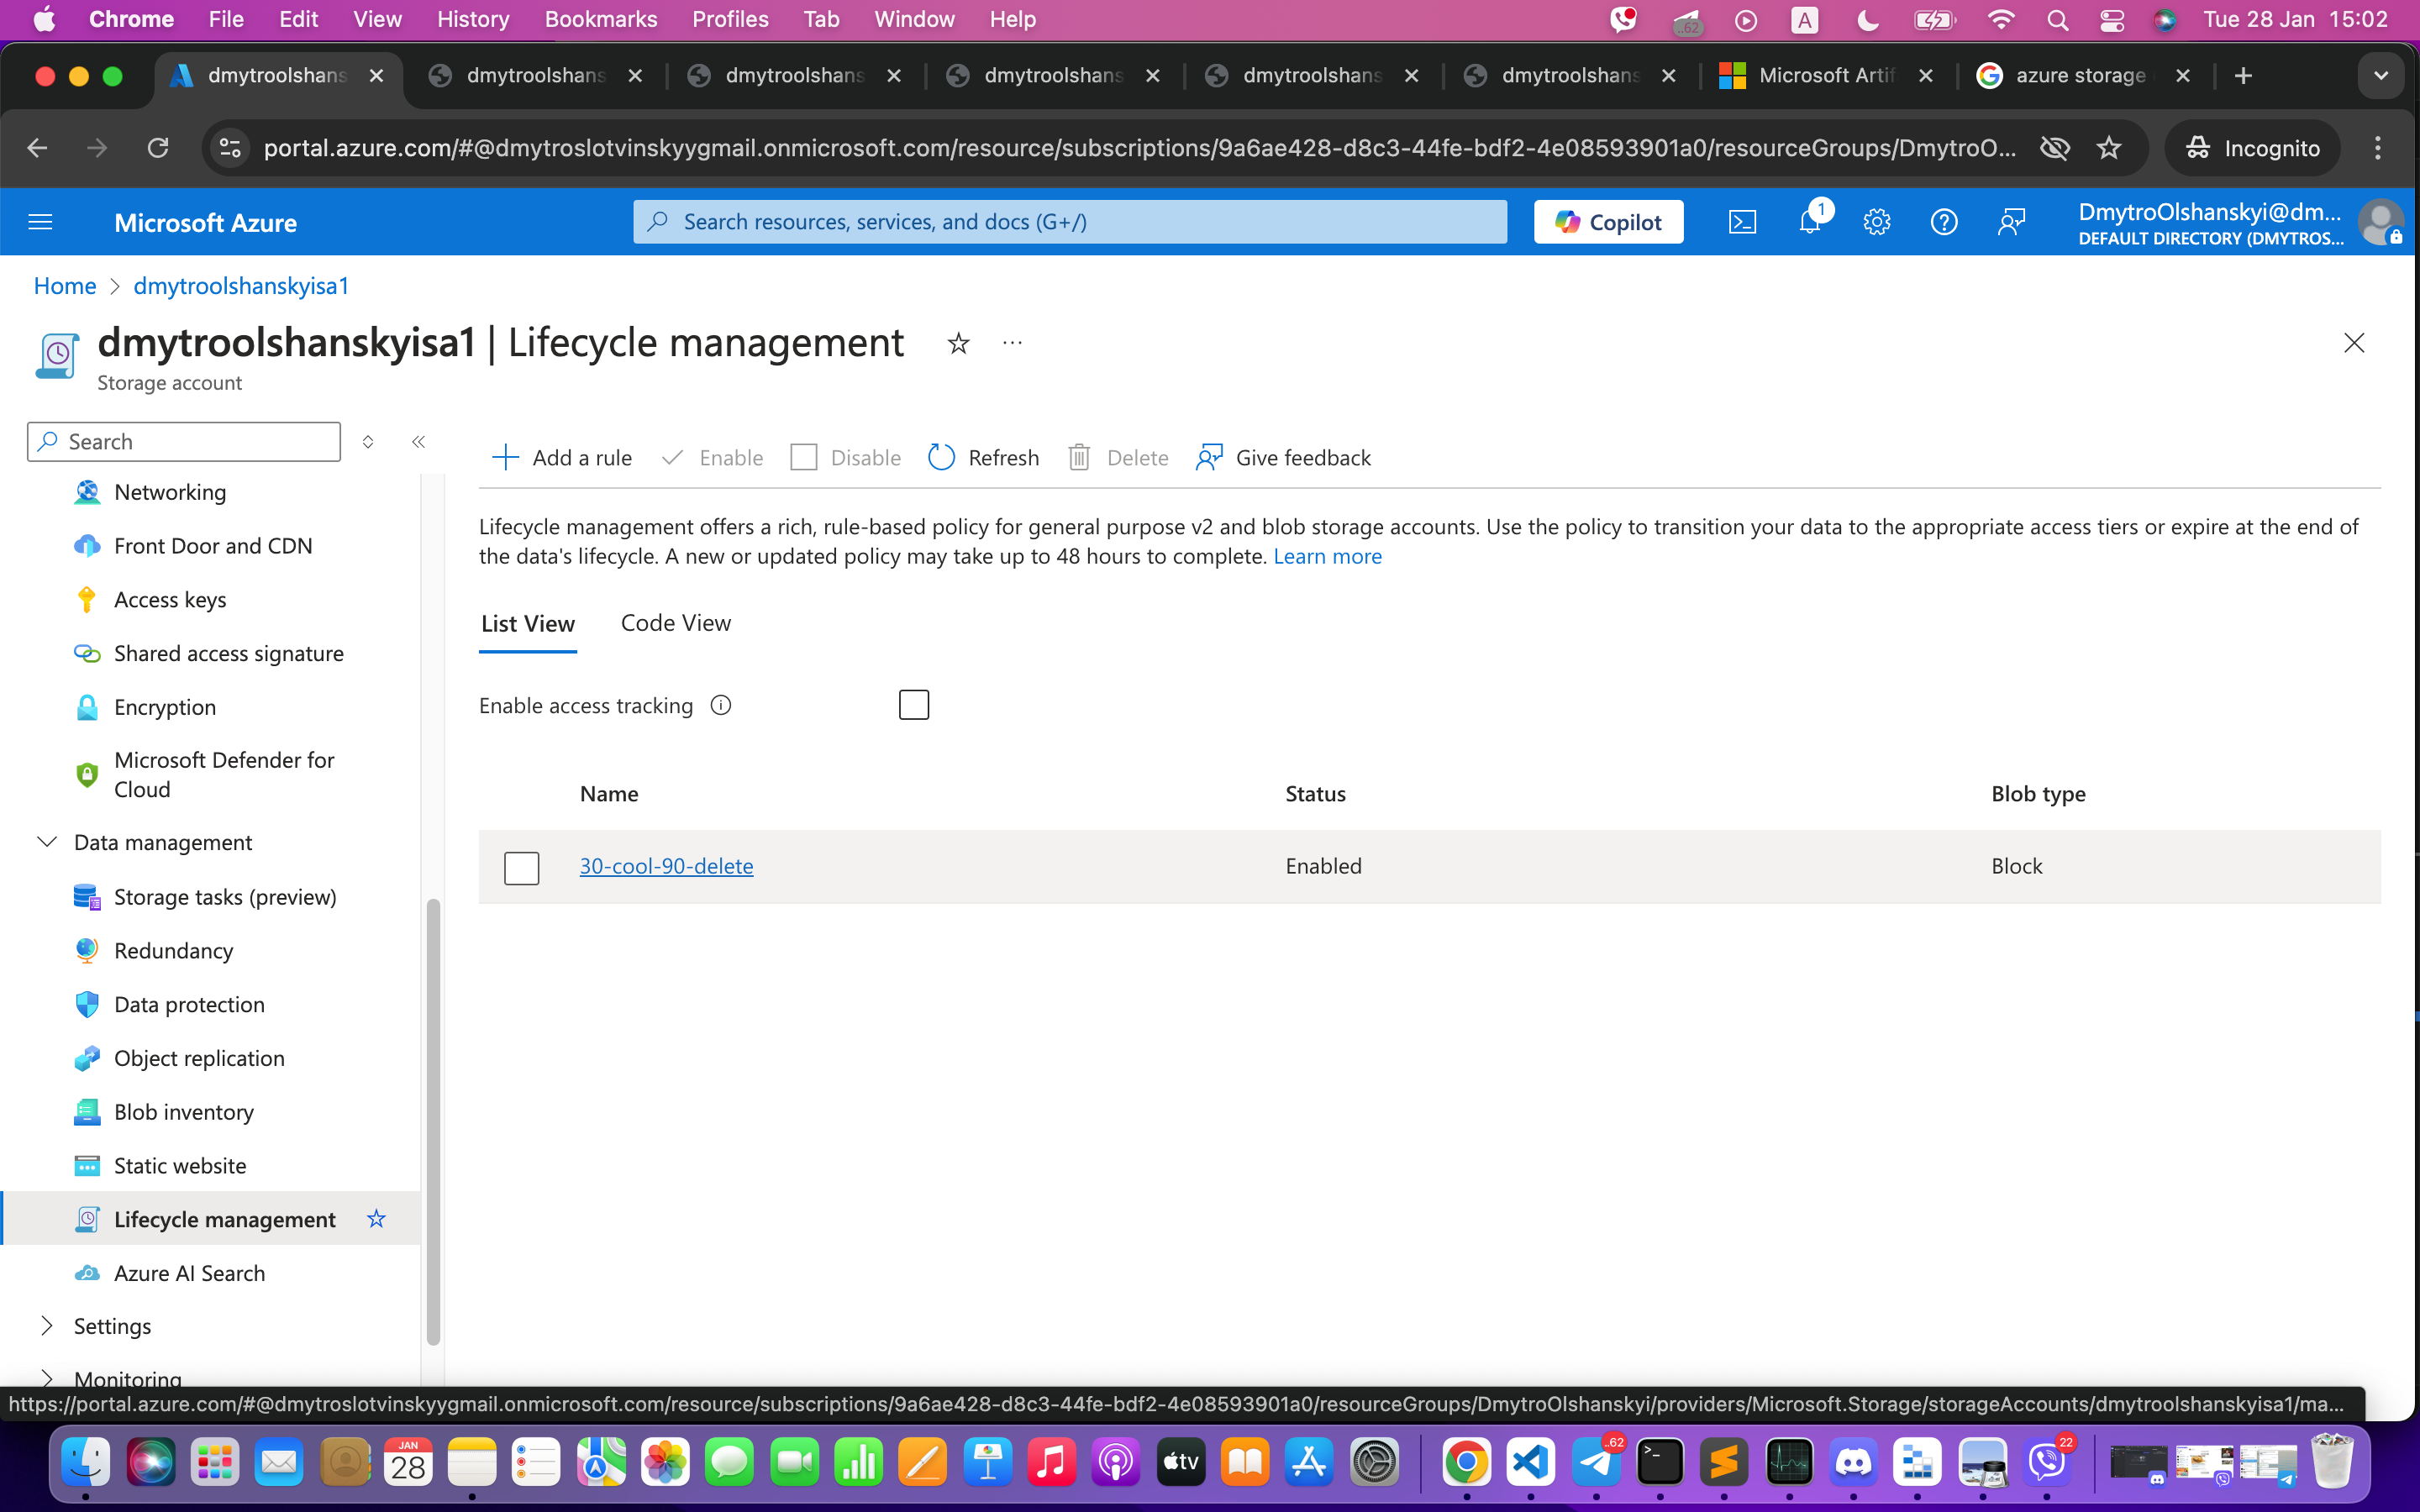 Chrome File Edit View History Bookmarks Profiles Tab Window Help ..62 A Tue 28 Jan 15:02
dmytroolshans dmytroolshans dmytroolshans dmytroolshans dmytroolshans dmytroolshans Microsoft Artif azure storage
portal.azure.com/#@dmytroslotvinskyygmail.onmicrosoft.com/resource/subscriptions/9a6ae428-d8c3-44fe-bdf2-4e08593901a0/resourceGroups/DmytroO... Incognito
Microsoft Azure Search resources, services, and docs (G+/) Copilot 1 DmytroOlshanskyi@dm...
DEFAULT DIRECTORY (DMYTROS...
Home > dmytroolshanskyisa1
dmytroolshanskyisa1 | Lifecycle management
Storage account
Search
Add a rule Enable Disable Refresh Delete Give feedback
Networking
Front Door and CDN
Access keys
Shared access signature
Encryption
Microsoft Defender for
Cloud
Data management
Storage tasks (preview)
Redundancy
Data protection
Object replication
Blob inventory
Static website
Lifecycle management
Azure AI Search
Settings
Monitoring
Lifecycle management offers a rich, rule-based policy for general purpose v2 and blob storage accounts. Use the policy to transition your data to the appropriate access tiers or expire at the end of
the data's lifecycle. A new or updated policy may take up to 48 hours to complete. Learn more
List View Code View
Enable access tracking
Name Status Blob type
30-cool-90-delete Enabled Block
https://portal.azure.com/#@dmytroslotvinskyygmail.onmicrosoft.com/resource/subscriptions/9a6ae428-d8c3-44fe-bdf2-4e08593901a0/resourceGroups/DmytroOlshanskyi/providers/Microsoft.Storage/storageAccounts/dmytroolshanskyisa1/ma...
JAN
28
tv
..62
22